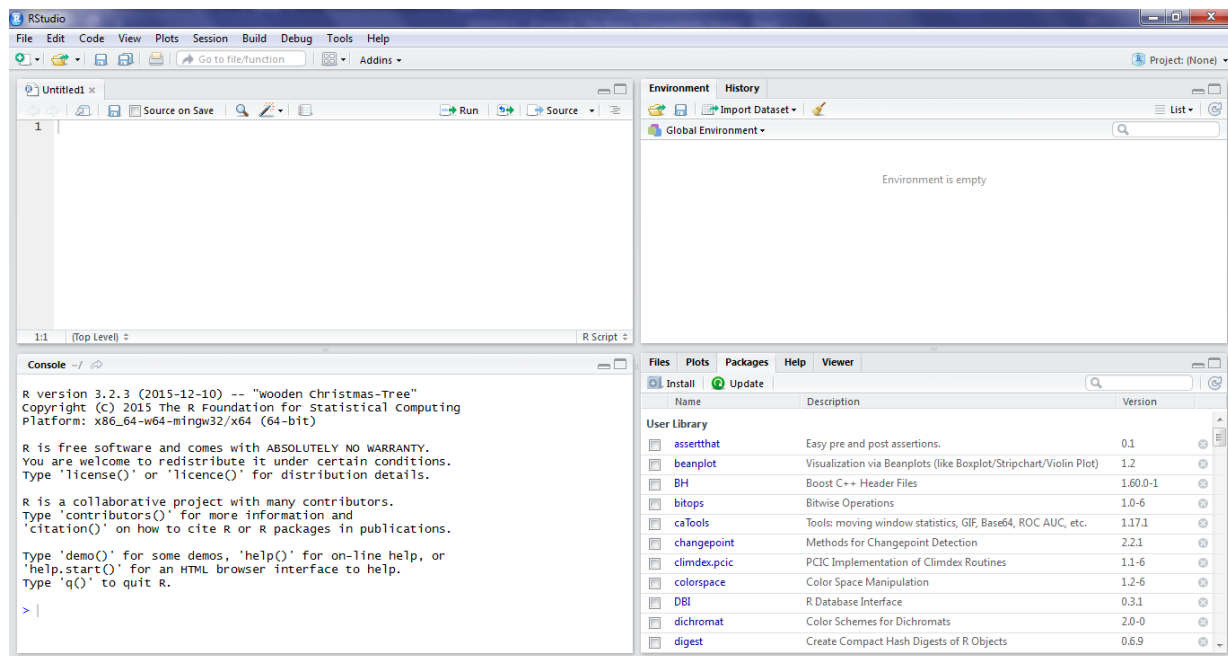 RStudio
File Edit Code View Plots Session Build Debug Tools Help
Go to file/function Addins Project: (None)
Untitled1
Source on Save Run Source
1
1:1 (Top Level) R Script
Console ~/
R version 3.2.3 (2015-12-10) -- "Wooden Christmas-Tree"
Copyright (C) 2015 The R Foundation for Statistical Computing
Platform: x86_64-w64-mingw32/x64 (64-bit)
R is free software and comes with ABSOLUTELY NO WARRANTY.
You are welcome to redistribute it under certain conditions.
Type 'license()' or 'licence()' for distribution details.
R is a collaborative project with many contributors.
Type 'contributors()' for more information and
'citation()' on how to cite R or R packages in publications.
Type 'demo()' for some demos, 'help()' for on-line help, or
'help.start()' for an HTML browser interface to help.
Type 'q()' to quit R.
>
Environment History
Import Dataset List
Global Environment
Environment is empty
Files Plots Packages Help Viewer
Install Update
Name Description Version
User Library
assertthat Easy pre and post assertions. 0.1
beanplot Visualization via Beanplots (like Boxplot/Stripchart/Violin Plot) 1.2
BH Boost C++ Header Files 1.60.0-1
bitops Bitwise Operations 1.0-6
caTools Tools: moving window statistics, GIF, Base64, ROC AUC, etc. 1.17.1
changepoint Methods for Changepoint Detection 2.2.1
climdex.pcic PCIC Implementation of Climdex Routines 1.1-6
colorspace Color Space Manipulation 1.2-6
DBI R Database Interface 0.3.1
dichromat Color Schemes for Dichromats 2.0-0
digest Create Compact Hash Digests of R Objects 0.6.9